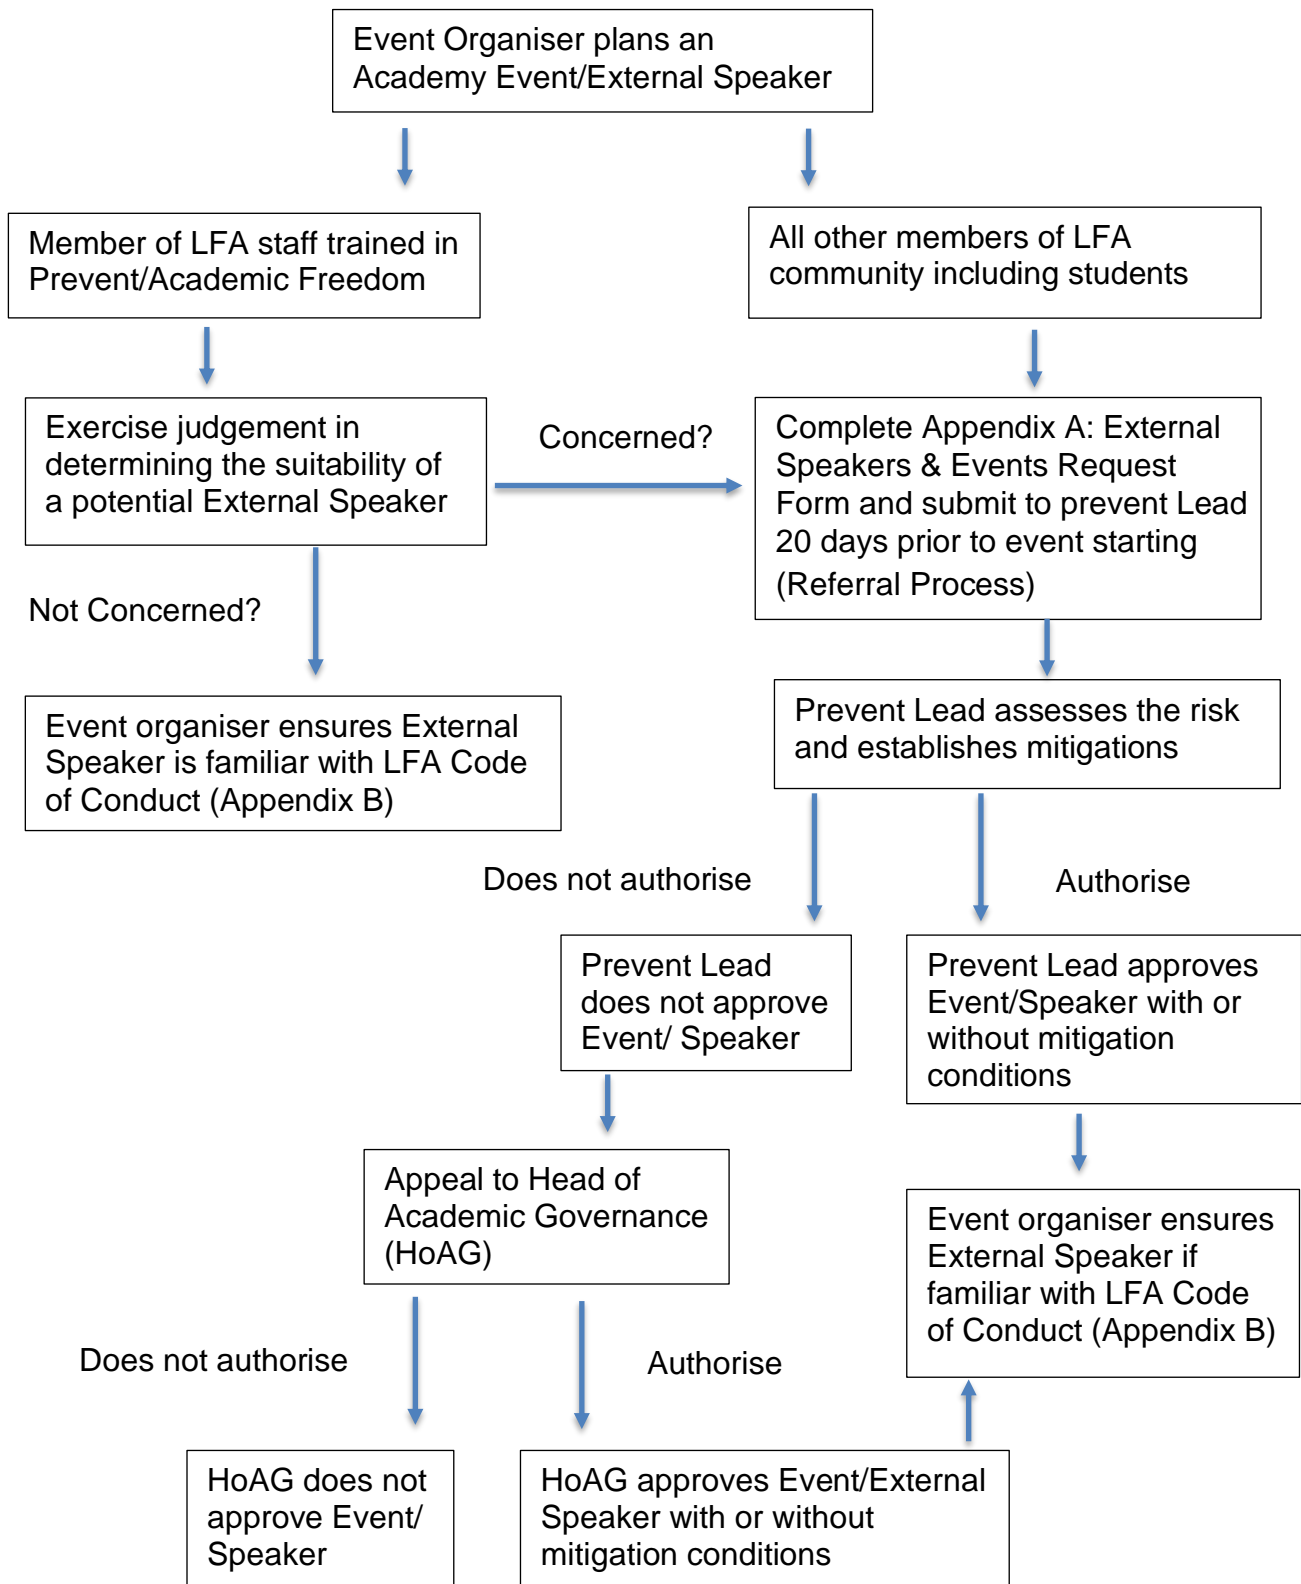 Event Organiser plans an
Academy Event/External Speaker
Member of LFA staff trained in
Prevent/Academic Freedom
All other members of LFA
community including students
Exercise judgement in
determining the suitability of
a potential External Speaker
Concerned?
Complete Appendix A: External
Speakers & Events Request
Form and submit to prevent Lead
20 days prior to event starting
(Referral Process)
Not Concerned?
Event organiser ensures External
Speaker is familiar with LFA Code
of Conduct (Appendix B)
Prevent Lead assesses the risk
and establishes mitigations
Does not authorise
Authorise
Prevent Lead
does not approve
Event/ Speaker
Prevent Lead approves
Event/Speaker with or
without mitigation
conditions
Appeal to Head of
Academic Governance
(HoAG)
Event organiser ensures
External Speaker if
familiar with LFA Code
of Conduct (Appendix B)
Does not authorise
Authorise
HoAG does not
approve Event/
Speaker
HoAG approves Event/External
Speaker with or without
mitigation conditions